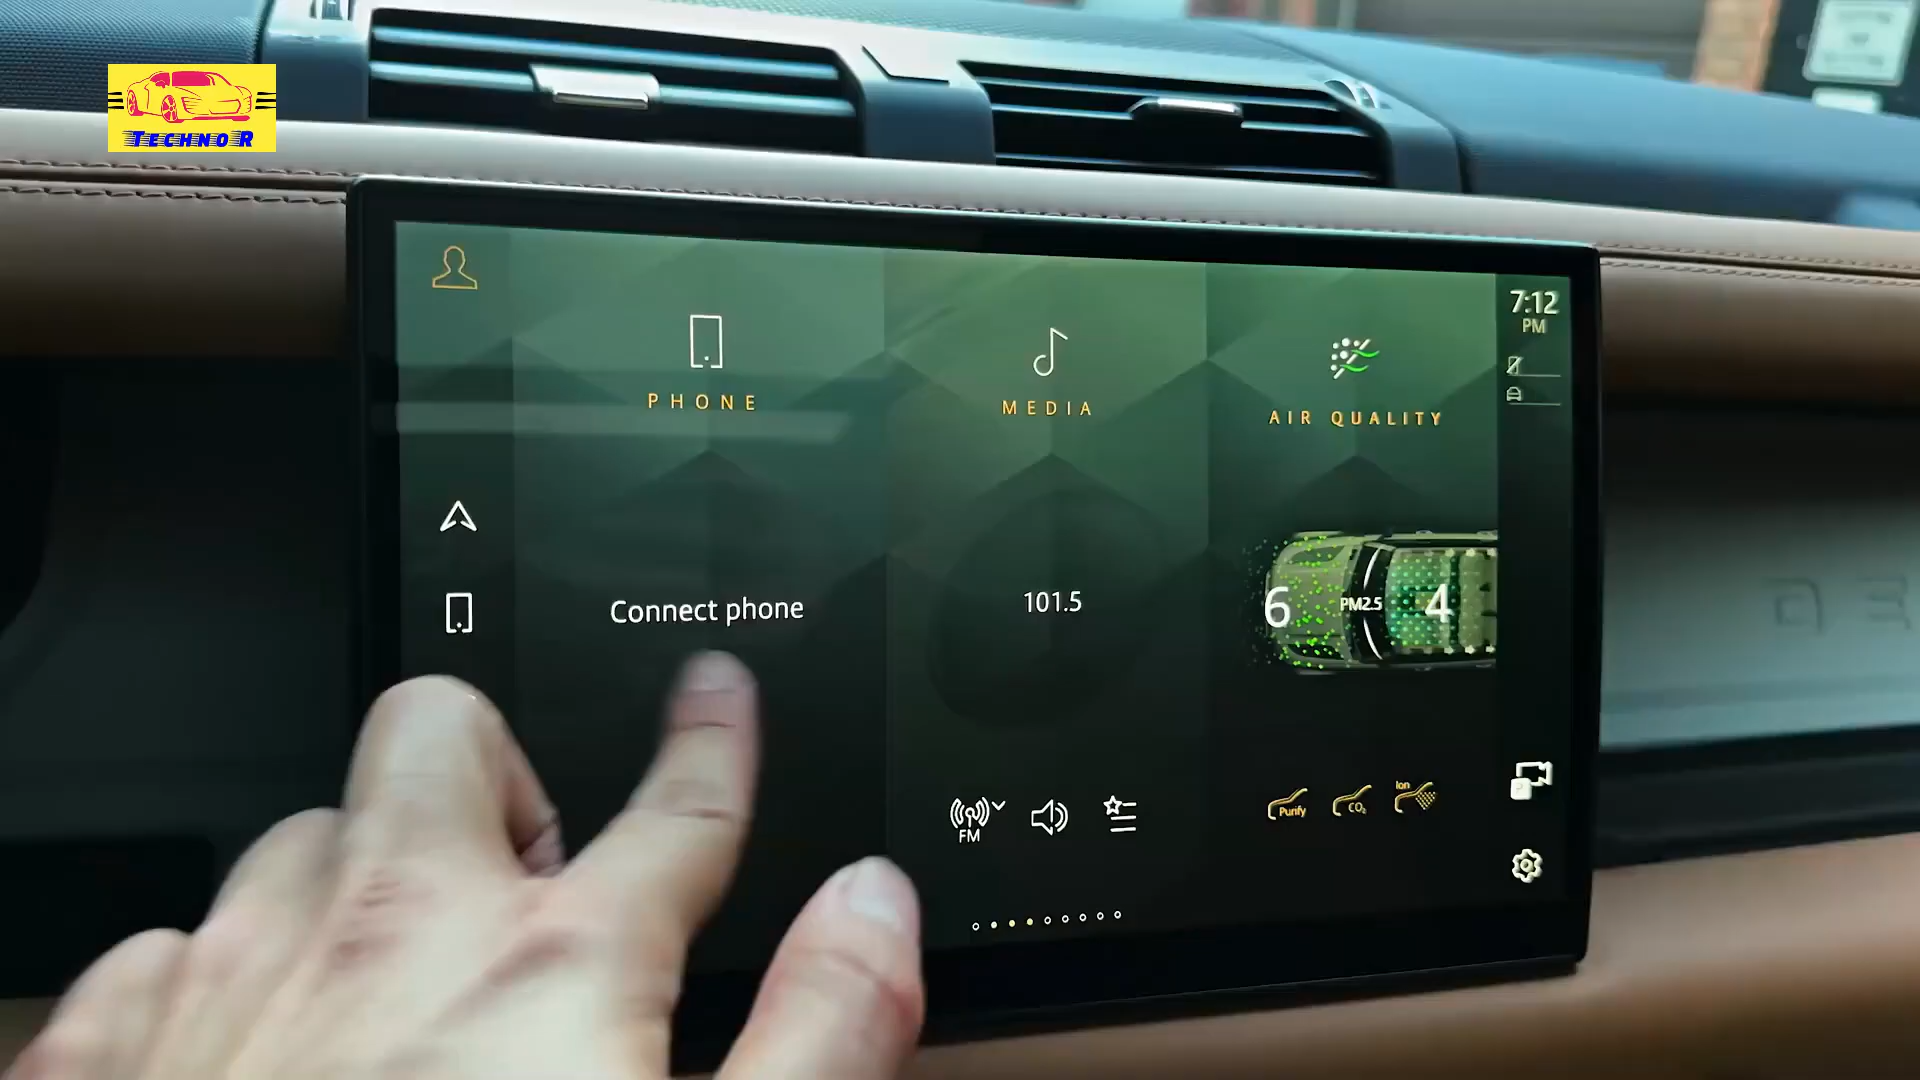 TECHNO R
7:12
PM
PHONE
MEDIA
AIR QUALITY
Connect phone
101.5
6
PM2.5
4
FM
Purify
CO₂
Ion